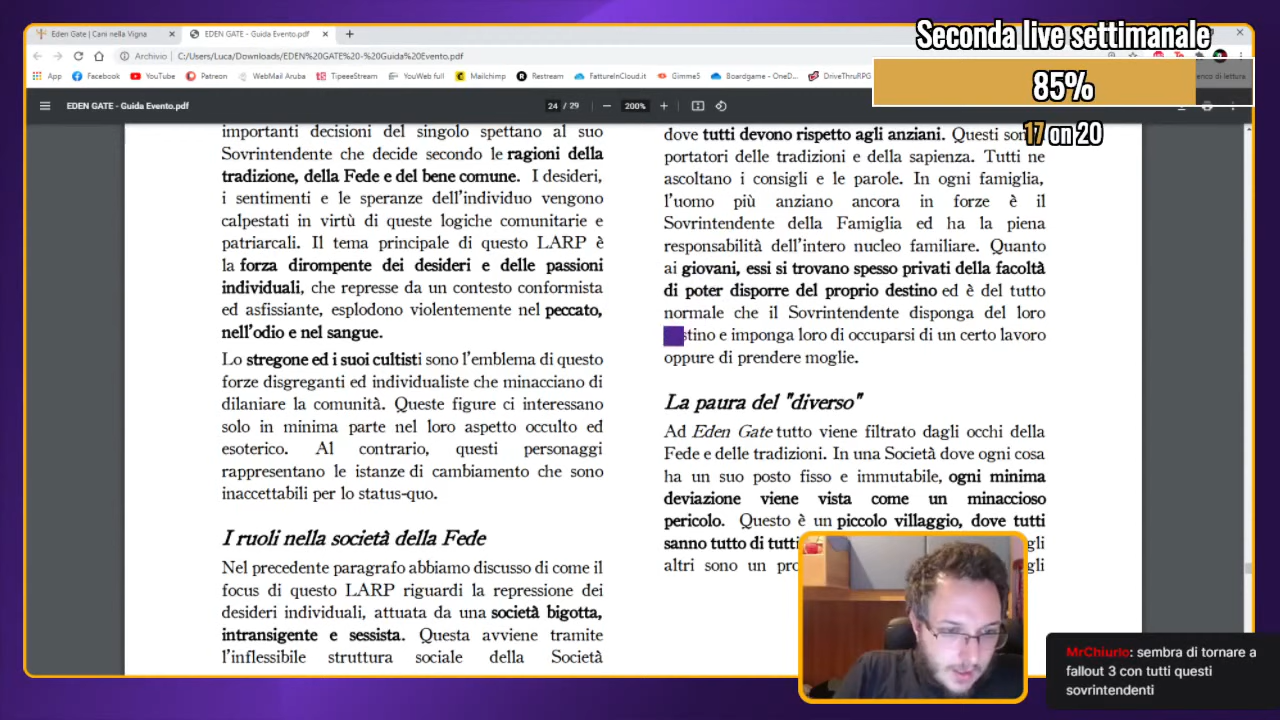 Eden Gate | Cani nella Vigna
EDEN GATE - Guida Evento.pdf
Archivio
C:/Users/Luca/Downloads/EDEN%20GATE%20-%20Guida%20Evento.pdf
App
Facebook
YouTube
Patreon
WebMail Aruba
TipeeeStream
YouWeb full
Mailchimp
Restream
FattureInCloud.it
Gimme5
Boardgame - OneD...
DriveThruRPG
di lettura
EDEN GATE - Guida Evento.pdf
24 / 29
200%
Seconda live settimanale
85%
17 on 20
importanti decisioni del singolo spettano al suo
Sovrintendente che decide secondo le ragioni della
tradizione, della Fede e del bene comune. I desideri,
i sentimenti e le speranze dell'individuo vengono
calpestati in virtù di queste logiche comunitarie e
patriarcali. Il tema principale di questo LARP è
la forza dirompente dei desideri e delle passioni
individuali, che represse da un contesto conformista
ed asfissiante, esplodono violentemente nel peccato,
nell'odio e nel sangue.
Lo stregone ed i suoi cultisti sono l'emblema di questo
forze disgreganti ed individualiste che minacciano di
dilaniare la comunità. Queste figure ci interessano
solo in minima parte nel loro aspetto occulto ed
esoterico. Al contrario, questi personaggi
rappresentano le istanze di cambiamento che sono
inaccettabili per lo status-quo.
I ruoli nella società della Fede
Nel precedente paragrafo abbiamo discusso di come il
focus di questo LARP riguardi la repressione dei
desideri individuali, attuata da una società bigotta,
intransigente e sessista. Questa avviene tramite
l'inflessibile struttura sociale della Società
dove tutti devono rispetto agli anziani. Questi son
portatori delle tradizioni e della sapienza. Tutti ne
ascoltano i consigli e le parole. In ogni famiglia,
l'uomo più anziano ancora in forze è il
Sovrintendente della Famiglia ed ha la piena
responsabilità dell'intero nucleo familiare. Quanto
ai giovani, essi si trovano spesso privati della facoltà
di poter disporre del proprio destino ed è del tutto
normale che il Sovrintendente disponga del loro
stino e imponga loro di occuparsi di un certo lavoro
oppure di prendere moglie.
La paura del "diverso"
Ad Eden Gate tutto viene filtrato dagli occhi della
Fede e delle tradizioni. In una Società dove ogni cosa
ha un suo posto fisso e immutabile, ogni minima
deviazione viene vista come un minaccioso
pericolo. Questo è un piccolo villaggio, dove tutti
sanno tutto di tutti gli
altri sono un pro gli
MrChiurlo: sembra di tornare a
fallout 3 con tutti questi
sovrintendenti